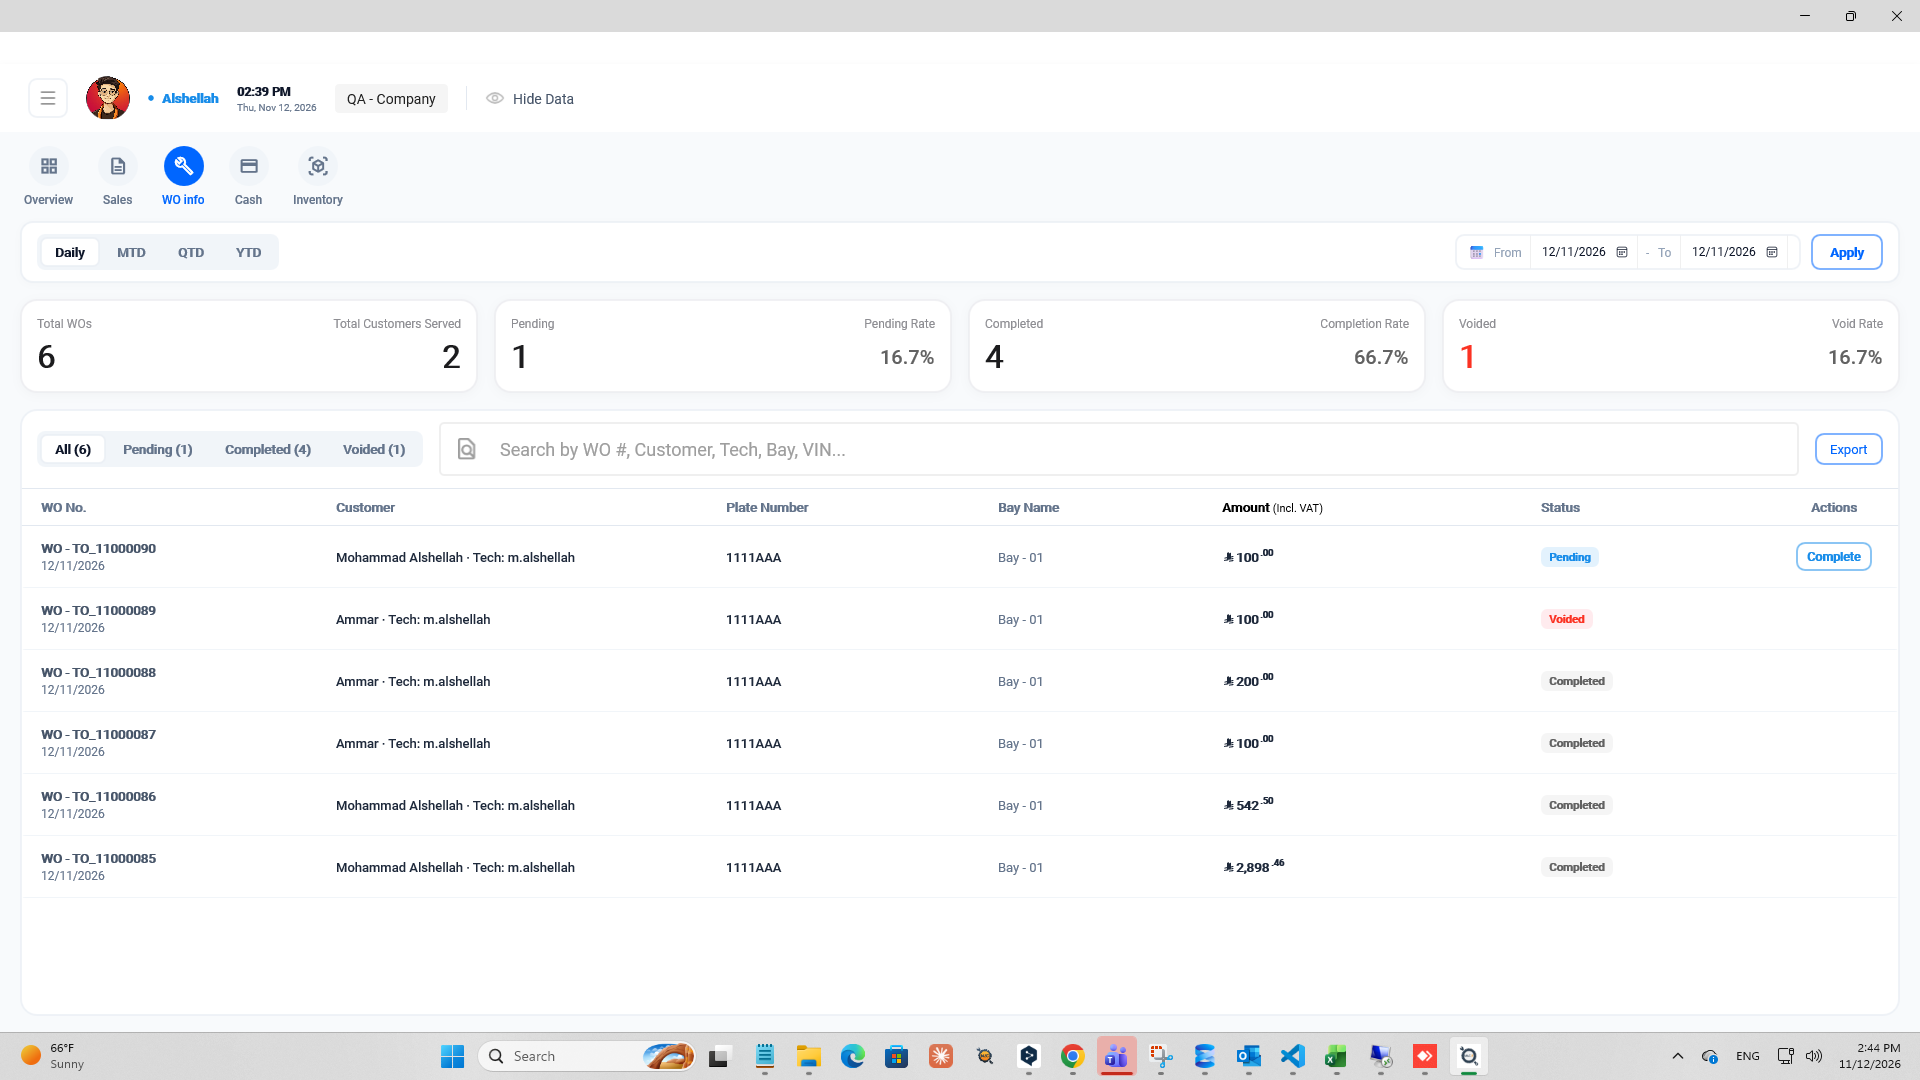 Alshellah
02:39 PM
Thu, Nov 12, 2026
QA - Company
Hide Data
Overview
Sales
WO info
Cash
Inventory
Daily
MTD
QTD
YTD
From
12/11/2026
- To
12/11/2026
Apply
Total WOs
Total Customers Served
6
2
Pending
Pending Rate
1
16.7%
Completed
Completion Rate
4
66.7%
Voided
Void Rate
1
16.7%
All (6)
Pending (1)
Completed (4)
Voided (1)
Search by WO #, Customer, Tech, Bay, VIN...
Export
WO No.
Customer
Plate Number
Bay Name
Amount (Incl. VAT)
Status
Actions
WO - TO_11000090
12/11/2026
Mohammad Alshellah · Tech: m.alshellah
1111AAA
Bay - 01
100.00
Pending
Complete
WO - TO_11000089
12/11/2026
Ammar · Tech: m.alshellah
1111AAA
Bay - 01
100.00
Voided
WO - TO_11000088
12/11/2026
Ammar · Tech: m.alshellah
1111AAA
Bay - 01
200.00
Completed
WO - TO_11000087
12/11/2026
Ammar · Tech: m.alshellah
1111AAA
Bay - 01
100.00
Completed
WO - TO_11000086
12/11/2026
Mohammad Alshellah · Tech: m.alshellah
1111AAA
Bay - 01
542.50
Completed
WO - TO_11000085
12/11/2026
Mohammad Alshellah · Tech: m.alshellah
1111AAA
Bay - 01
2,898.46
Completed
66°F
Sunny
Search
ENG
2:44 PM
11/12/2026